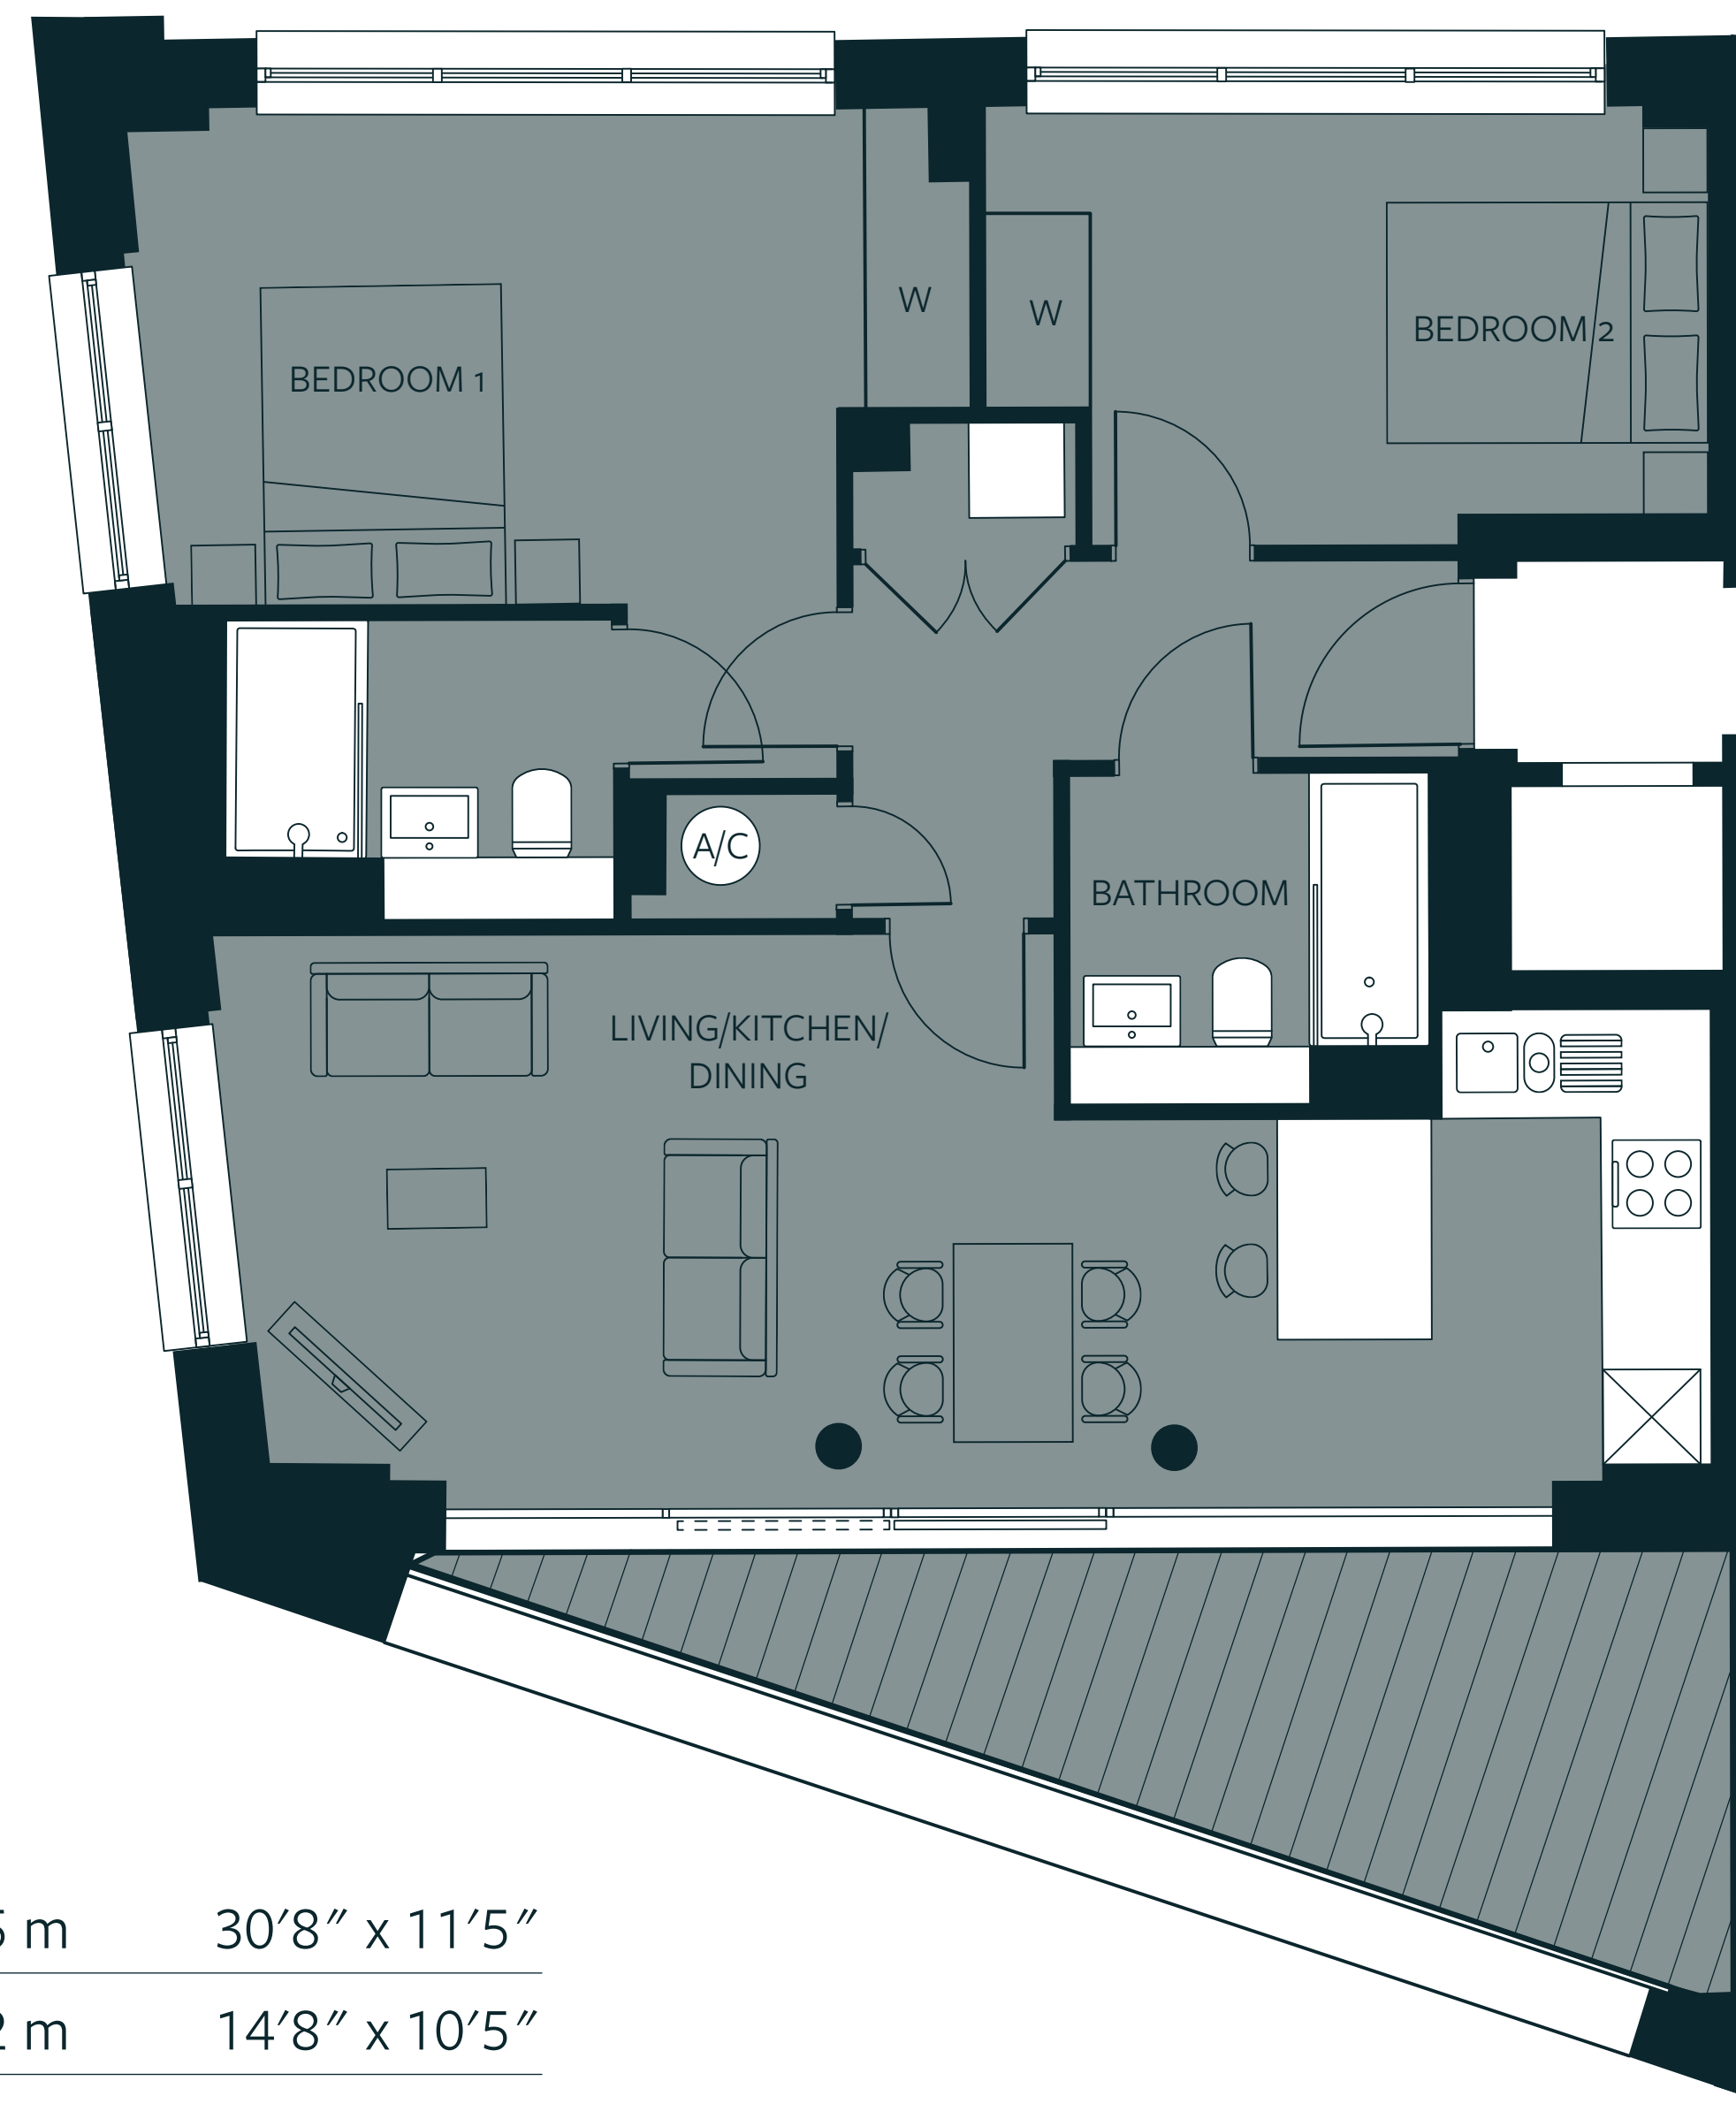 W
W
BEDROOM 1
BEDROOM 2
A/C
BATHROOM
LIVING/KITCHEN/
DINING
m 30′8″ x 11′5″
m 14′8″ x 10′5″